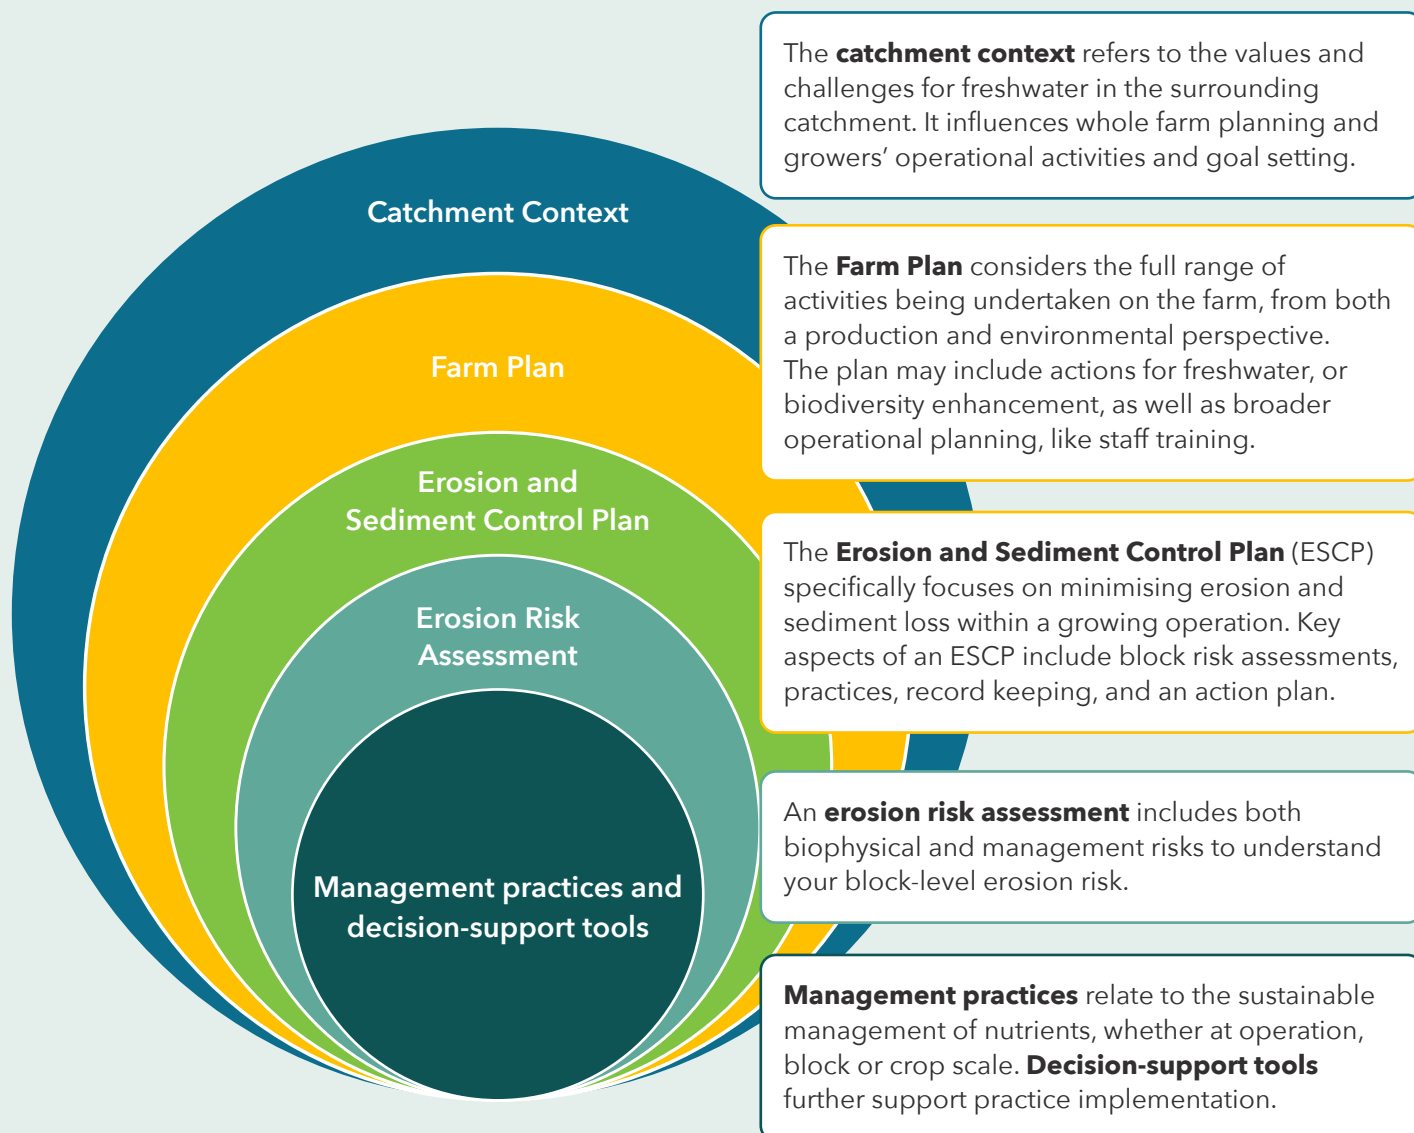 Catchment Context
Farm Plan
Erosion and
Sediment Control Plan
Erosion Risk
Assessment
Management practices and
decision-support tools
The catchment context refers to the values and
challenges for freshwater in the surrounding
catchment. It influences whole farm planning and
growers’ operational activities and goal setting.
The Farm Plan considers the full range of
activities being undertaken on the farm, from both
a production and environmental perspective.
The plan may include actions for freshwater, or
biodiversity enhancement, as well as broader
operational planning, like staff training.
The Erosion and Sediment Control Plan (ESCP)
specifically focuses on minimising erosion and
sediment loss within a growing operation. Key
aspects of an ESCP include block risk assessments,
practices, record keeping, and an action plan.
An erosion risk assessment includes both
biophysical and management risks to understand
your block-level erosion risk.
Management practices relate to the sustainable
management of nutrients, whether at operation,
block or crop scale. Decision-support tools
further support practice implementation.